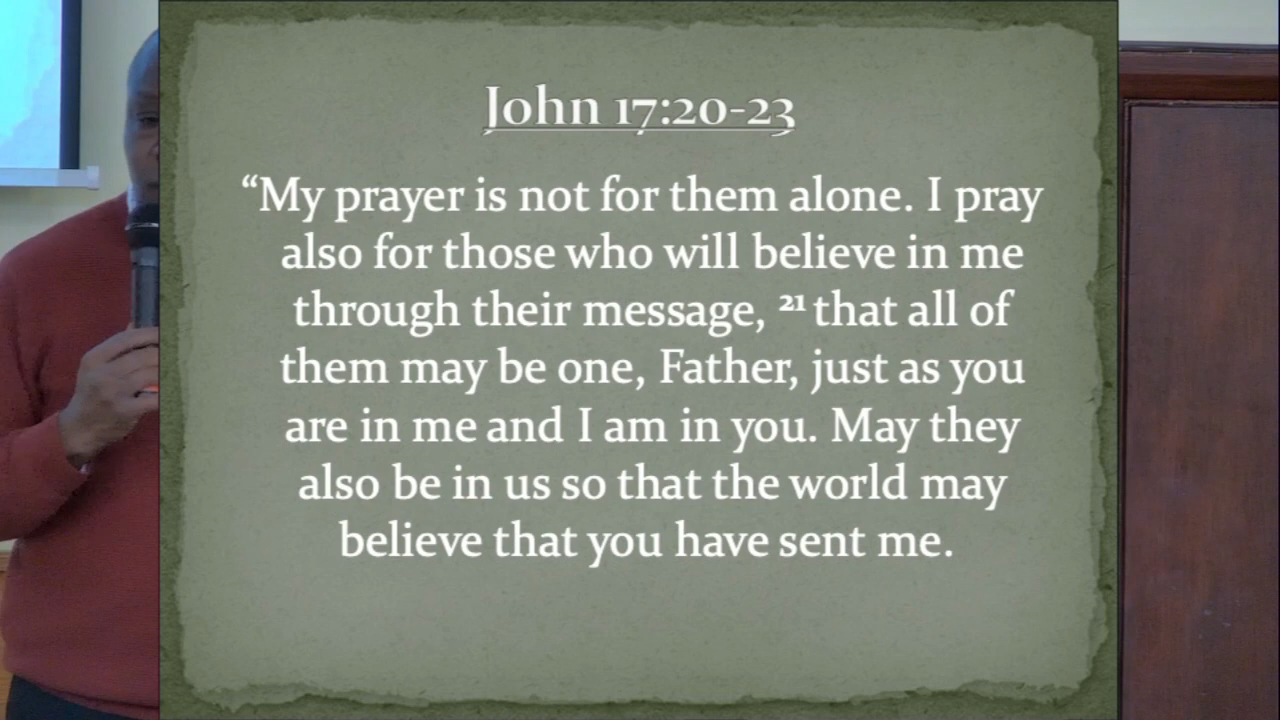 John 17:20-23
“My prayer is not for them alone. I pray
also for those who will believe in me
through their message, ²¹ that all of
them may be one, Father, just as you
are in me and I am in you. May they
also be in us so that the world may
believe that you have sent me.